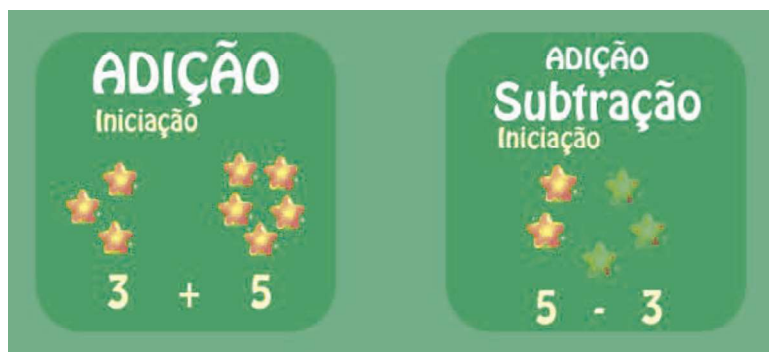 ADIÇÃO
Iniciação
3 + 5
ADIÇÃO
Subtração
Iniciação
5 - 3